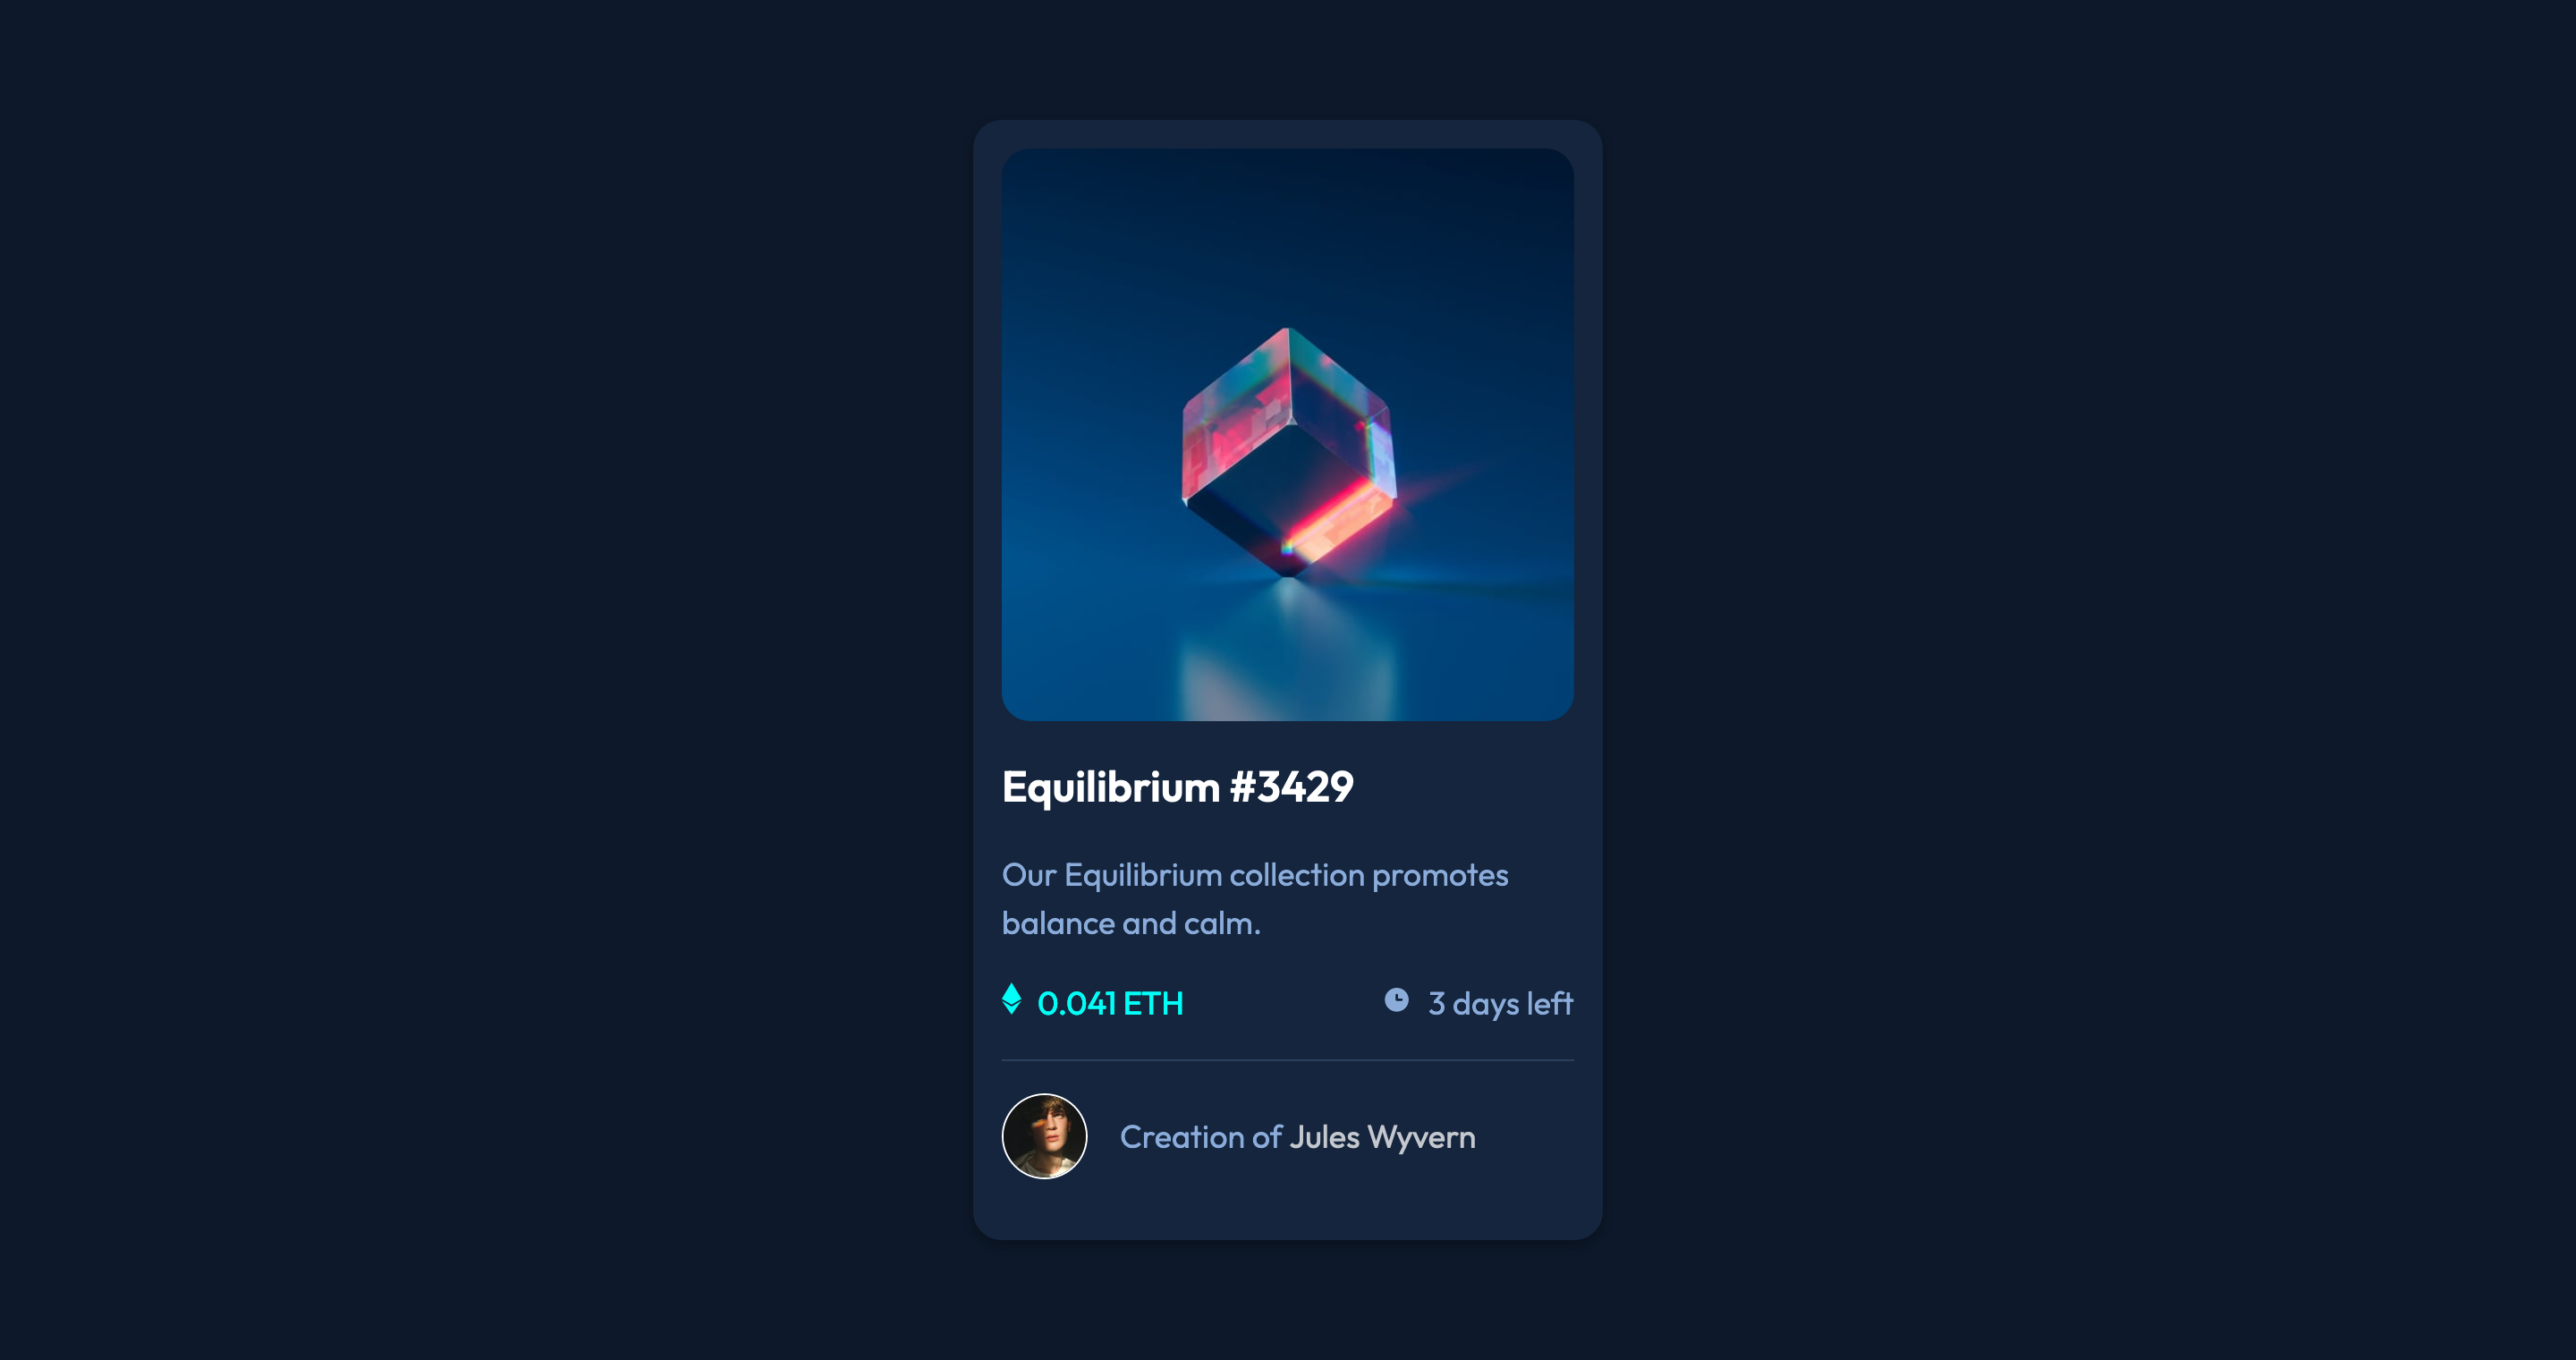 Equilibrium #3429
Our Equilibrium collection promotes
balance and calm.
0.041 ETH 3 days left
Creation of Jules Wyvern